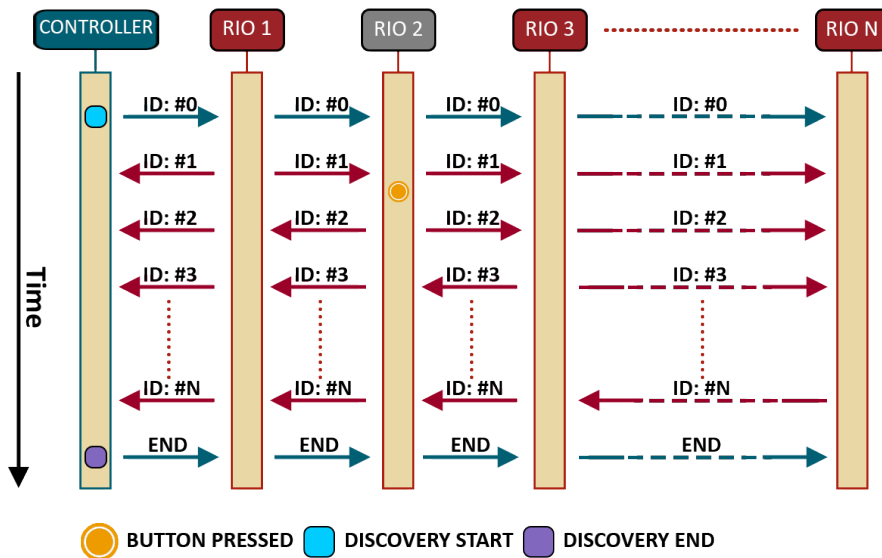 CONTROLLER RIO 1 RIO 2 RIO 3 RIO N
ID: #0 ID: #0 ID: #0 ID: #0
ID: #1 ID: #1 ID: #1 ID: #1
ID: #2 ID: #2 ID: #2 ID: #2
Time
ID: #3 ID: #3 ID: #3 ID: #3
ID: #N ID: #N ID: #N ID: #N
END END END END
BUTTON PRESSED DISCOVERY START DISCOVERY END